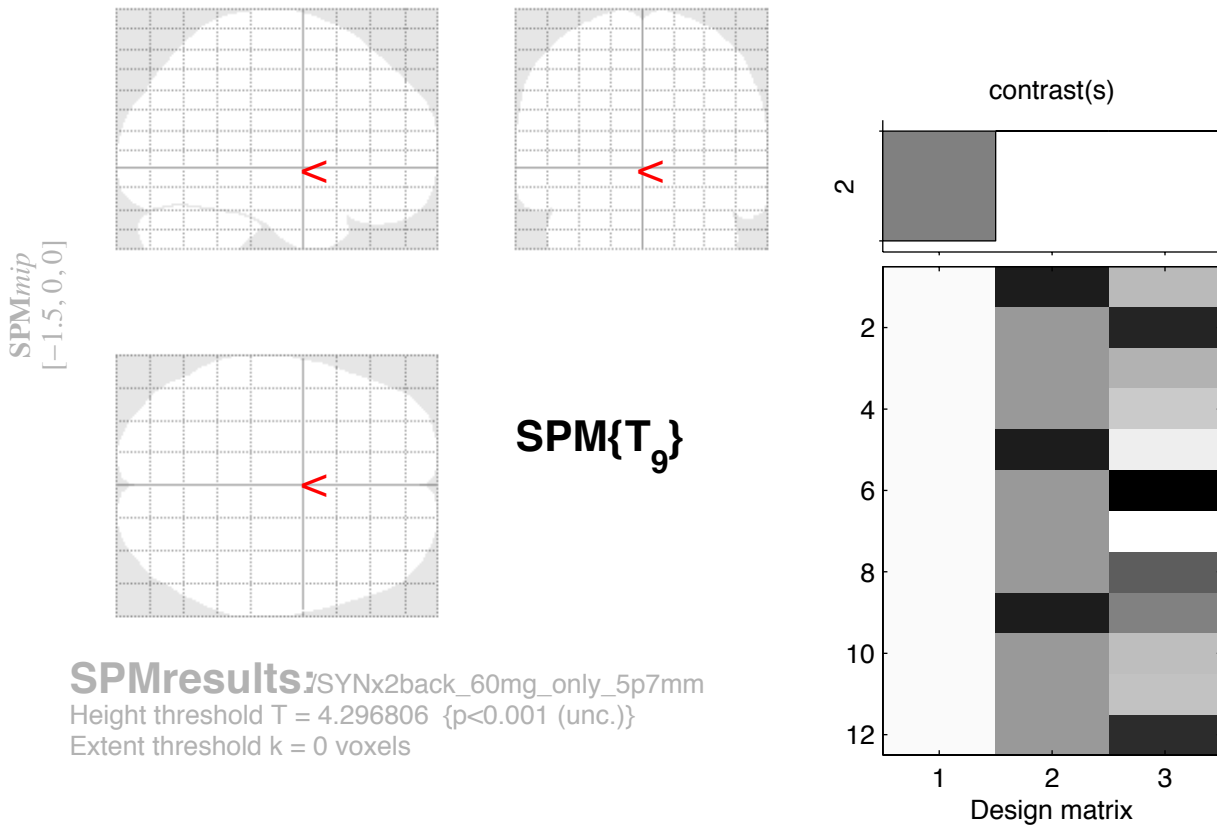 SPMmip
[−1.5, 0, 0]
<
<
<
SPM{T9}
SPMresults:/SYNx2back_60mg_only_5p7mm
Height threshold T = 4.296806 {p<0.001 (unc.)}
Extent threshold k = 0 voxels
contrast(s)
2
2
4
6
8
10
12
1 2 3
Design matrix